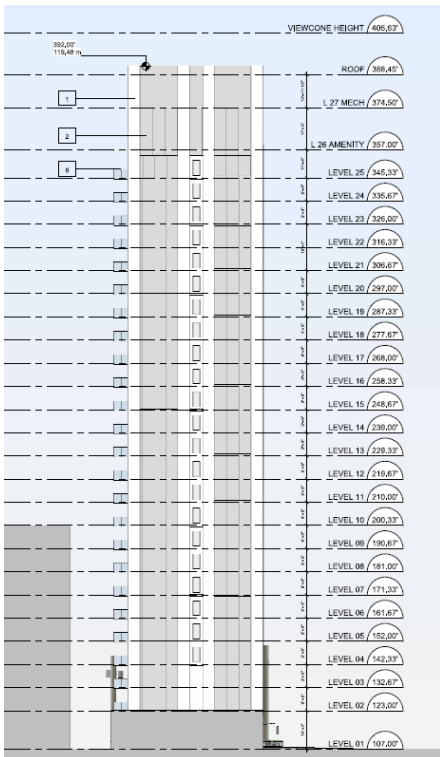 VIEWCONE HEIGHT 405,63'
392,00'
119,48 m
ROOF 388,45'
1
L 27 MECH 374,50'
2
L 26 AMENITY 357,00'
8
LEVEL 25 345,33'
LEVEL 24 335,67'
LEVEL 23 326,00'
LEVEL 22 316,33'
LEVEL 21 306,67'
LEVEL 20 297,00'
LEVEL 19 287,33'
LEVEL 18 277,67'
LEVEL 17 268,00'
LEVEL 16 258,33'
LEVEL 15 248,67'
LEVEL 14 239,00'
LEVEL 13 229,33'
LEVEL 12 219,67'
LEVEL 11 210,00'
LEVEL 10 200,33'
LEVEL 09 190,67'
LEVEL 08 181,00'
LEVEL 07 171,33'
LEVEL 06 161,67'
LEVEL 05 152,00'
LEVEL 04 142,33'
LEVEL 03 132,67'
LEVEL 02 123,00'
LEVEL 01 107,00'